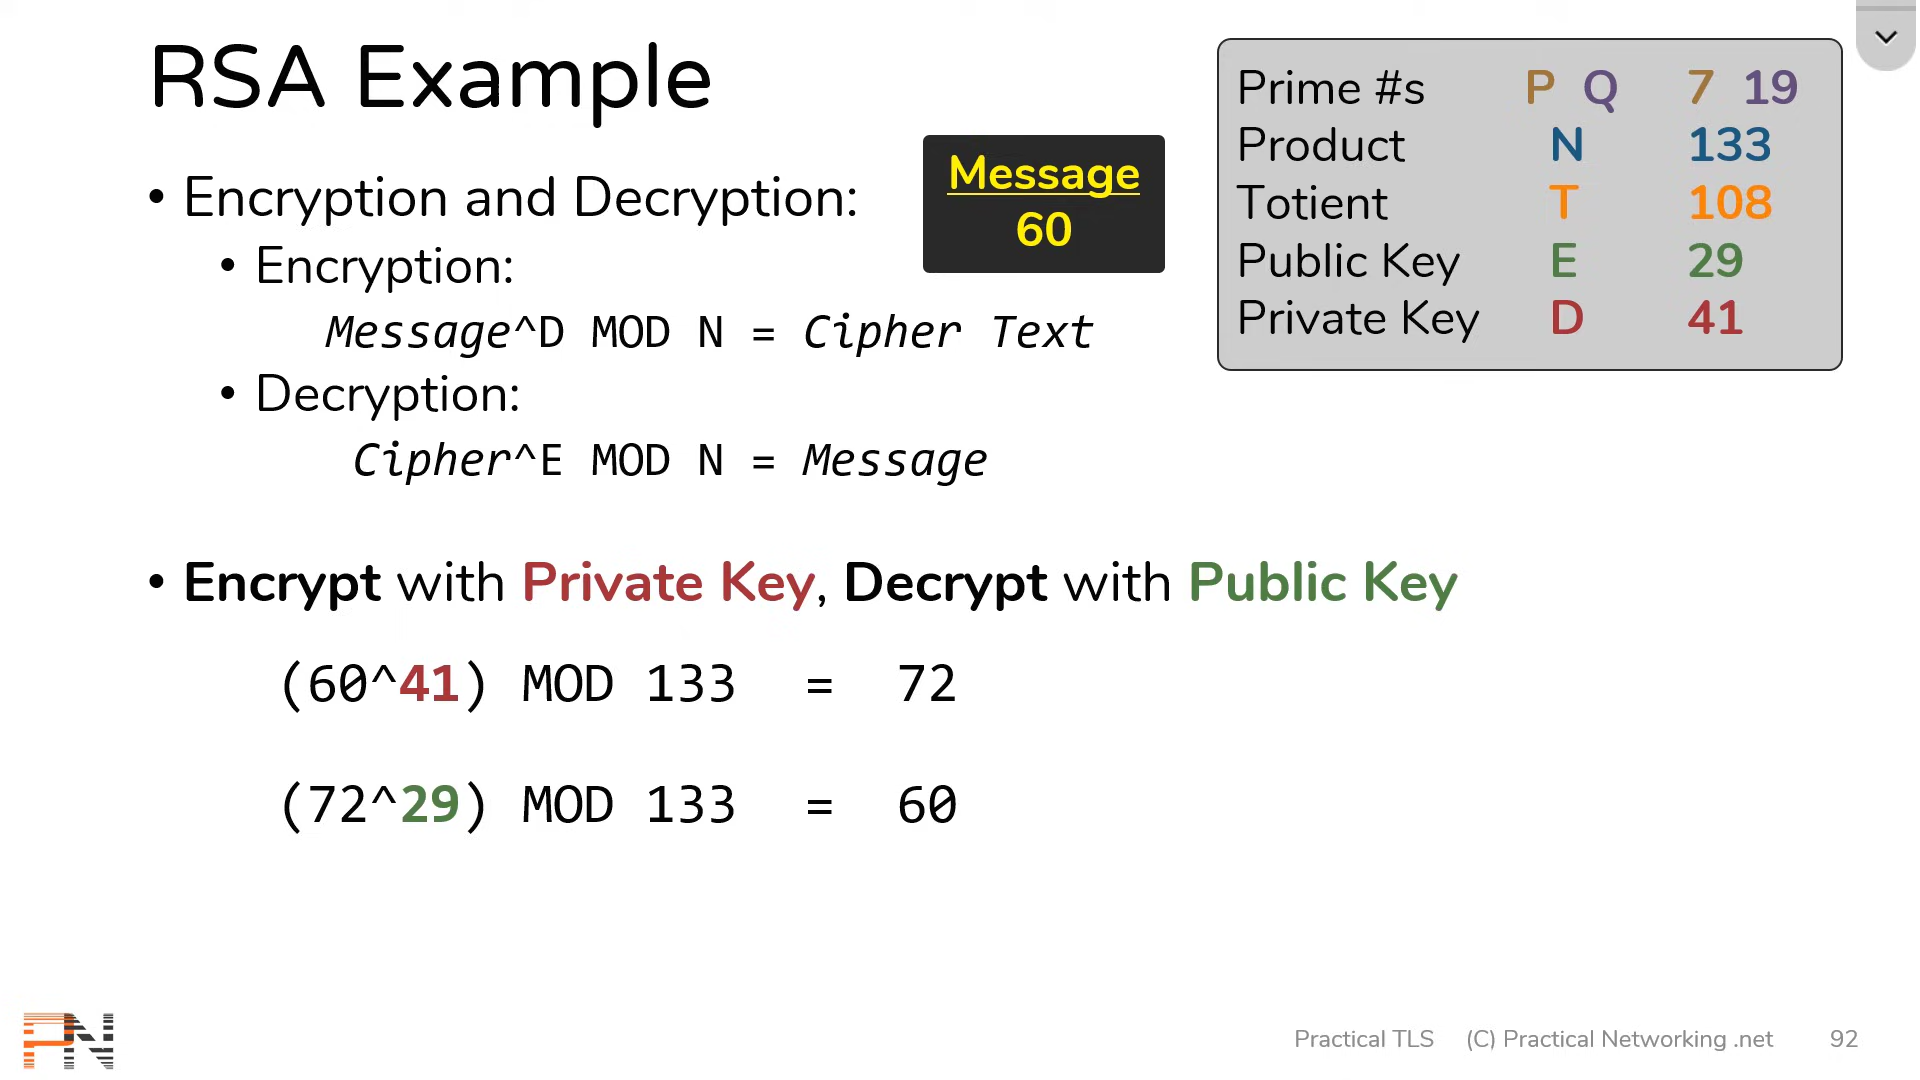 RSA Example
• Encryption and Decryption:
• Encryption:
Message^D MOD N = Cipher Text
• Decryption:
Cipher^E MOD N = Message
Message
60
Prime #s P Q 7 19
Product N 133
Totient T 108
Public Key E 29
Private Key D 41
• Encrypt with Private Key, Decrypt with Public Key
(60^41) MOD 133 = 72
(72^29) MOD 133 = 60
PN
Practical TLS (C) Practical Networking .net 92